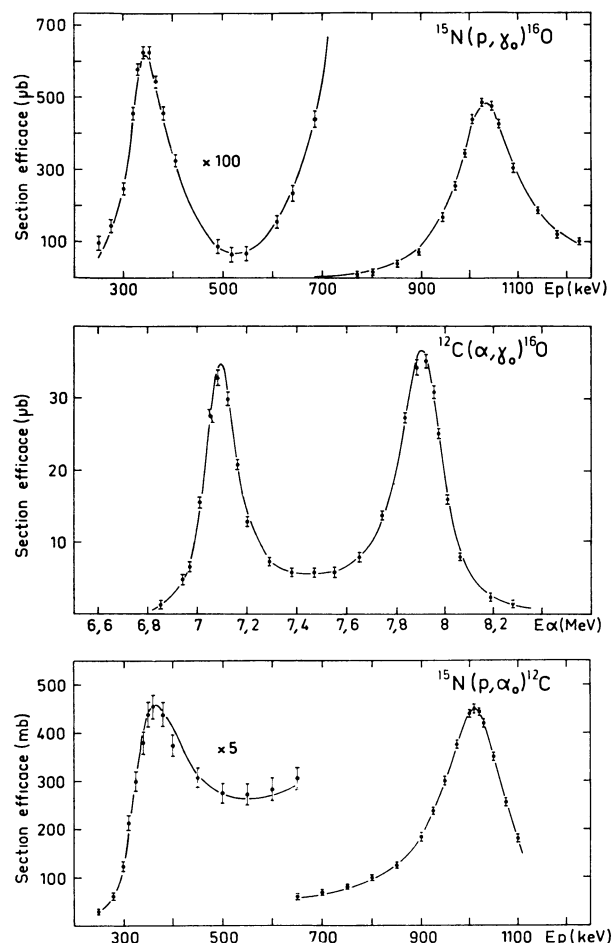 ¹⁵N(p,γ₀)¹⁶O
Section efficace (µb)
700
500
300
100
× 100
300 500 700 900 1100 Ep (keV)
¹²C(α,γ₀)¹⁶O
Section efficace (µb)
30
20
10
6,6 6,8 7 7,2 7,4 7,6 7,8 8 8,2 Eα(MeV)
¹⁵N(p,α₀)¹²C
Section efficace (mb)
500
400
300
200
100
× 5
300 500 700 900 1100 Ep (keV)